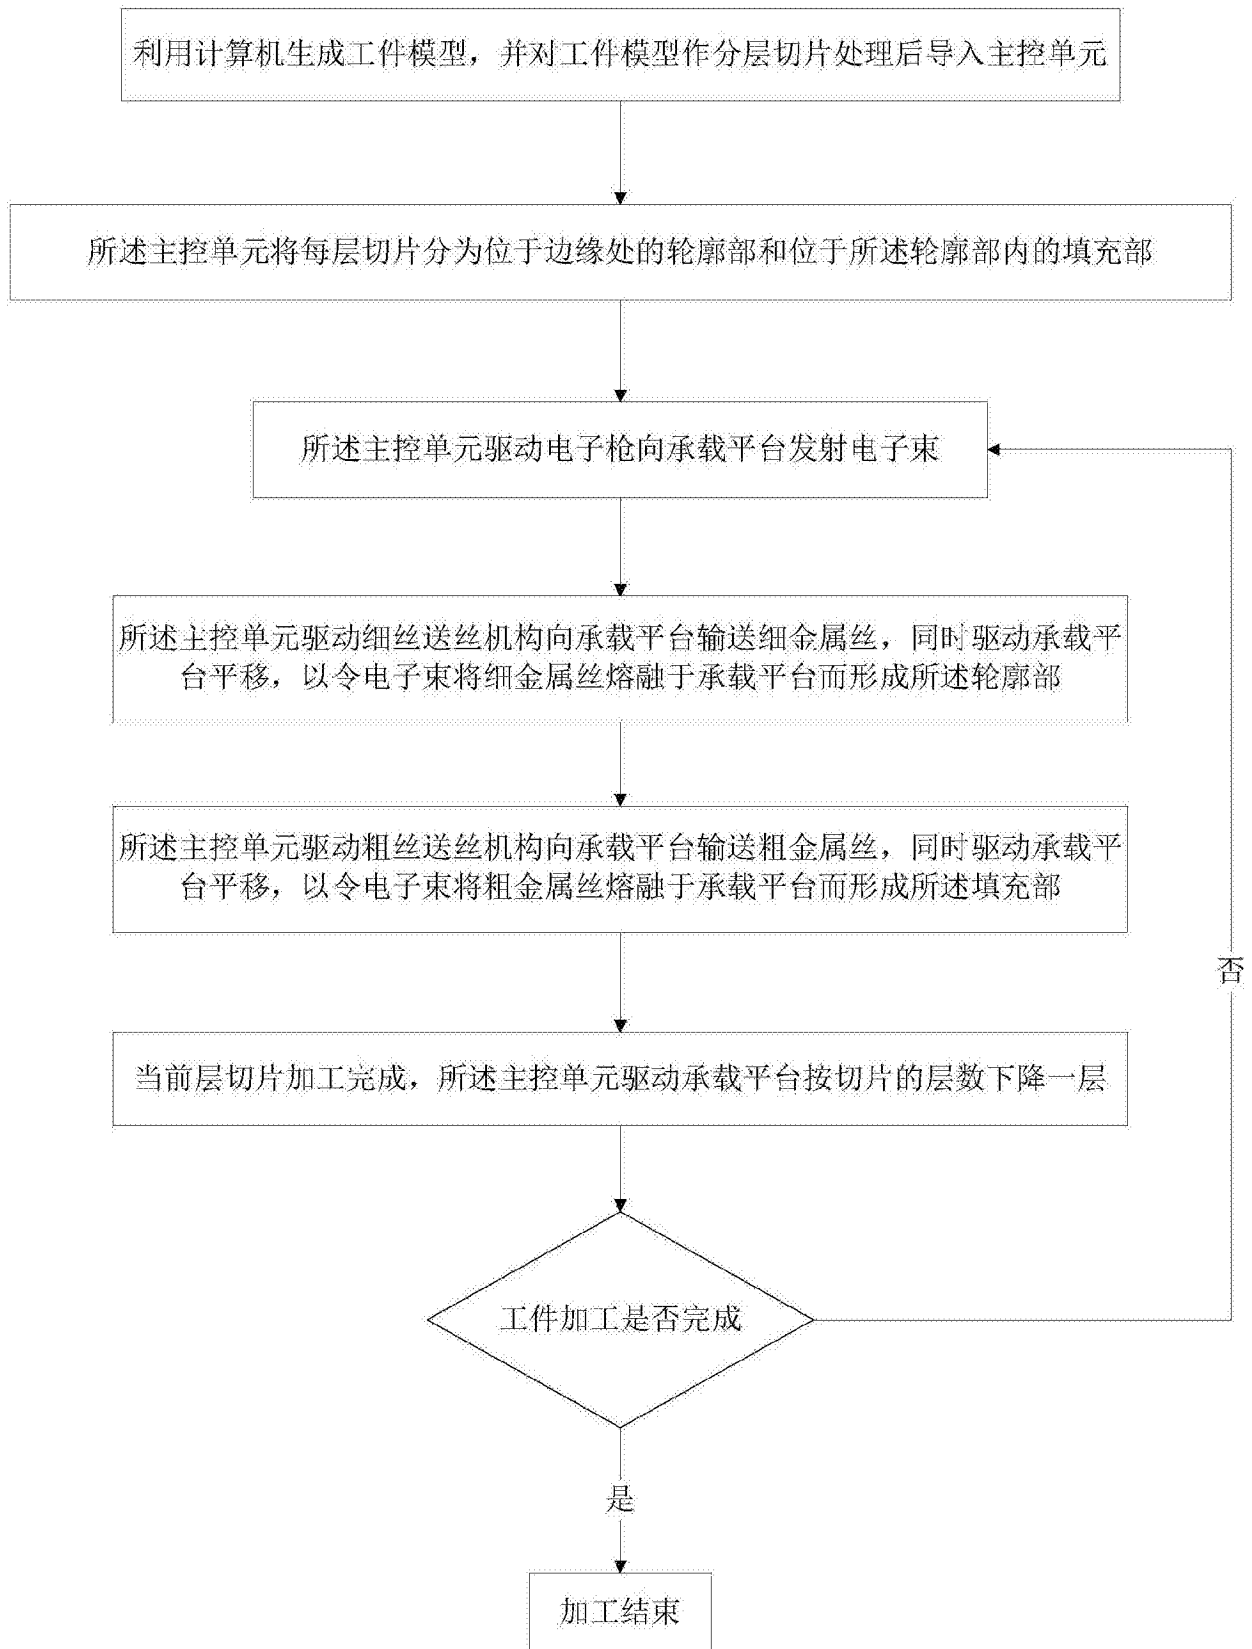 利用计算机生成工件模型，并对工件模型作分层切片处理后导入主控单元
所述主控单元将每层切片分为位于边缘处的轮廓部和位于所述轮廓部内的填充部
所述主控单元驱动电子枪向承载平台发射电子束
所述主控单元驱动细丝送丝机构向承载平台输送细金属丝，同时驱动承载平
台平移，以令电子束将细金属丝熔融于承载平台而形成所述轮廓部
所述主控单元驱动粗丝送丝机构向承载平台输送粗金属丝，同时驱动承载平
台平移，以令电子束将粗金属丝熔融于承载平台而形成所述填充部
否
当前层切片加工完成，所述主控单元驱动承载平台按切片的层数下降一层
工件加工是否完成
是
加工结束